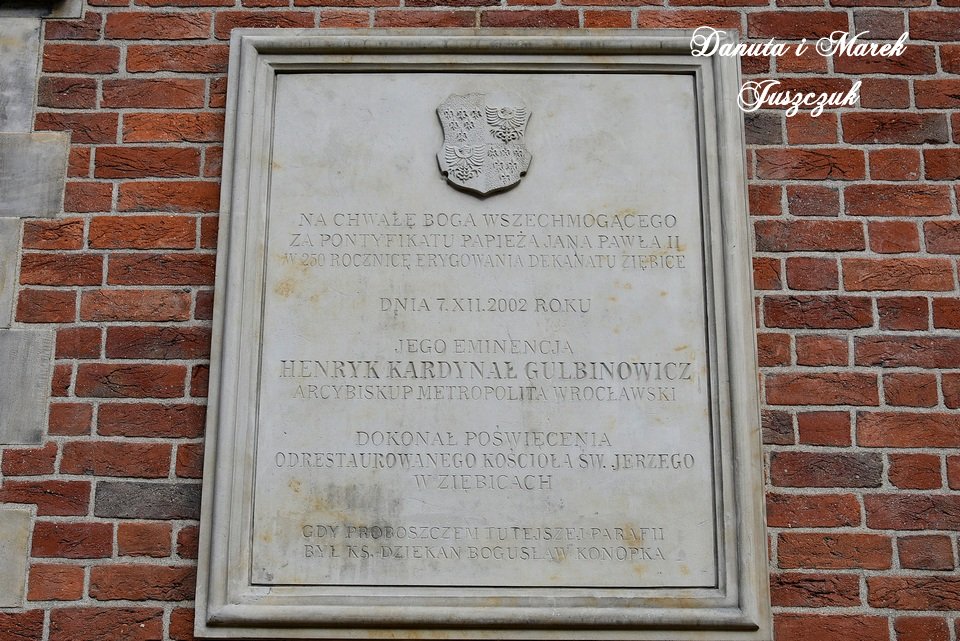 Danuta i Marek
Juszczuk
NA CHWAŁĘ BOGA WSZECHMOGĄCEGO
ZA PONTYFIKATU PAPIEŻA JANA PAWŁA II
W 250 ROCZNICĘ ERYGOWANIA DEKANATU ZIĘBICE
DNIA 7.XII.2002 ROKU
JEGO EMINENCJA
HENRYK KARDYNAŁ GULBINOWICZ
ARCYBISKUP METROPOLITA WROCŁAWSKI
DOKONAŁ POŚWIĘCENIA
ODRESTAUROWANEGO KOŚCIOŁA ŚW. JERZEGO
W ZIĘBICACH
GDY PROBOSZCZEM TUTEJSZEJ PARAFII
BYŁ KS. DZIEKAN BOGUSŁAW KONOPKA